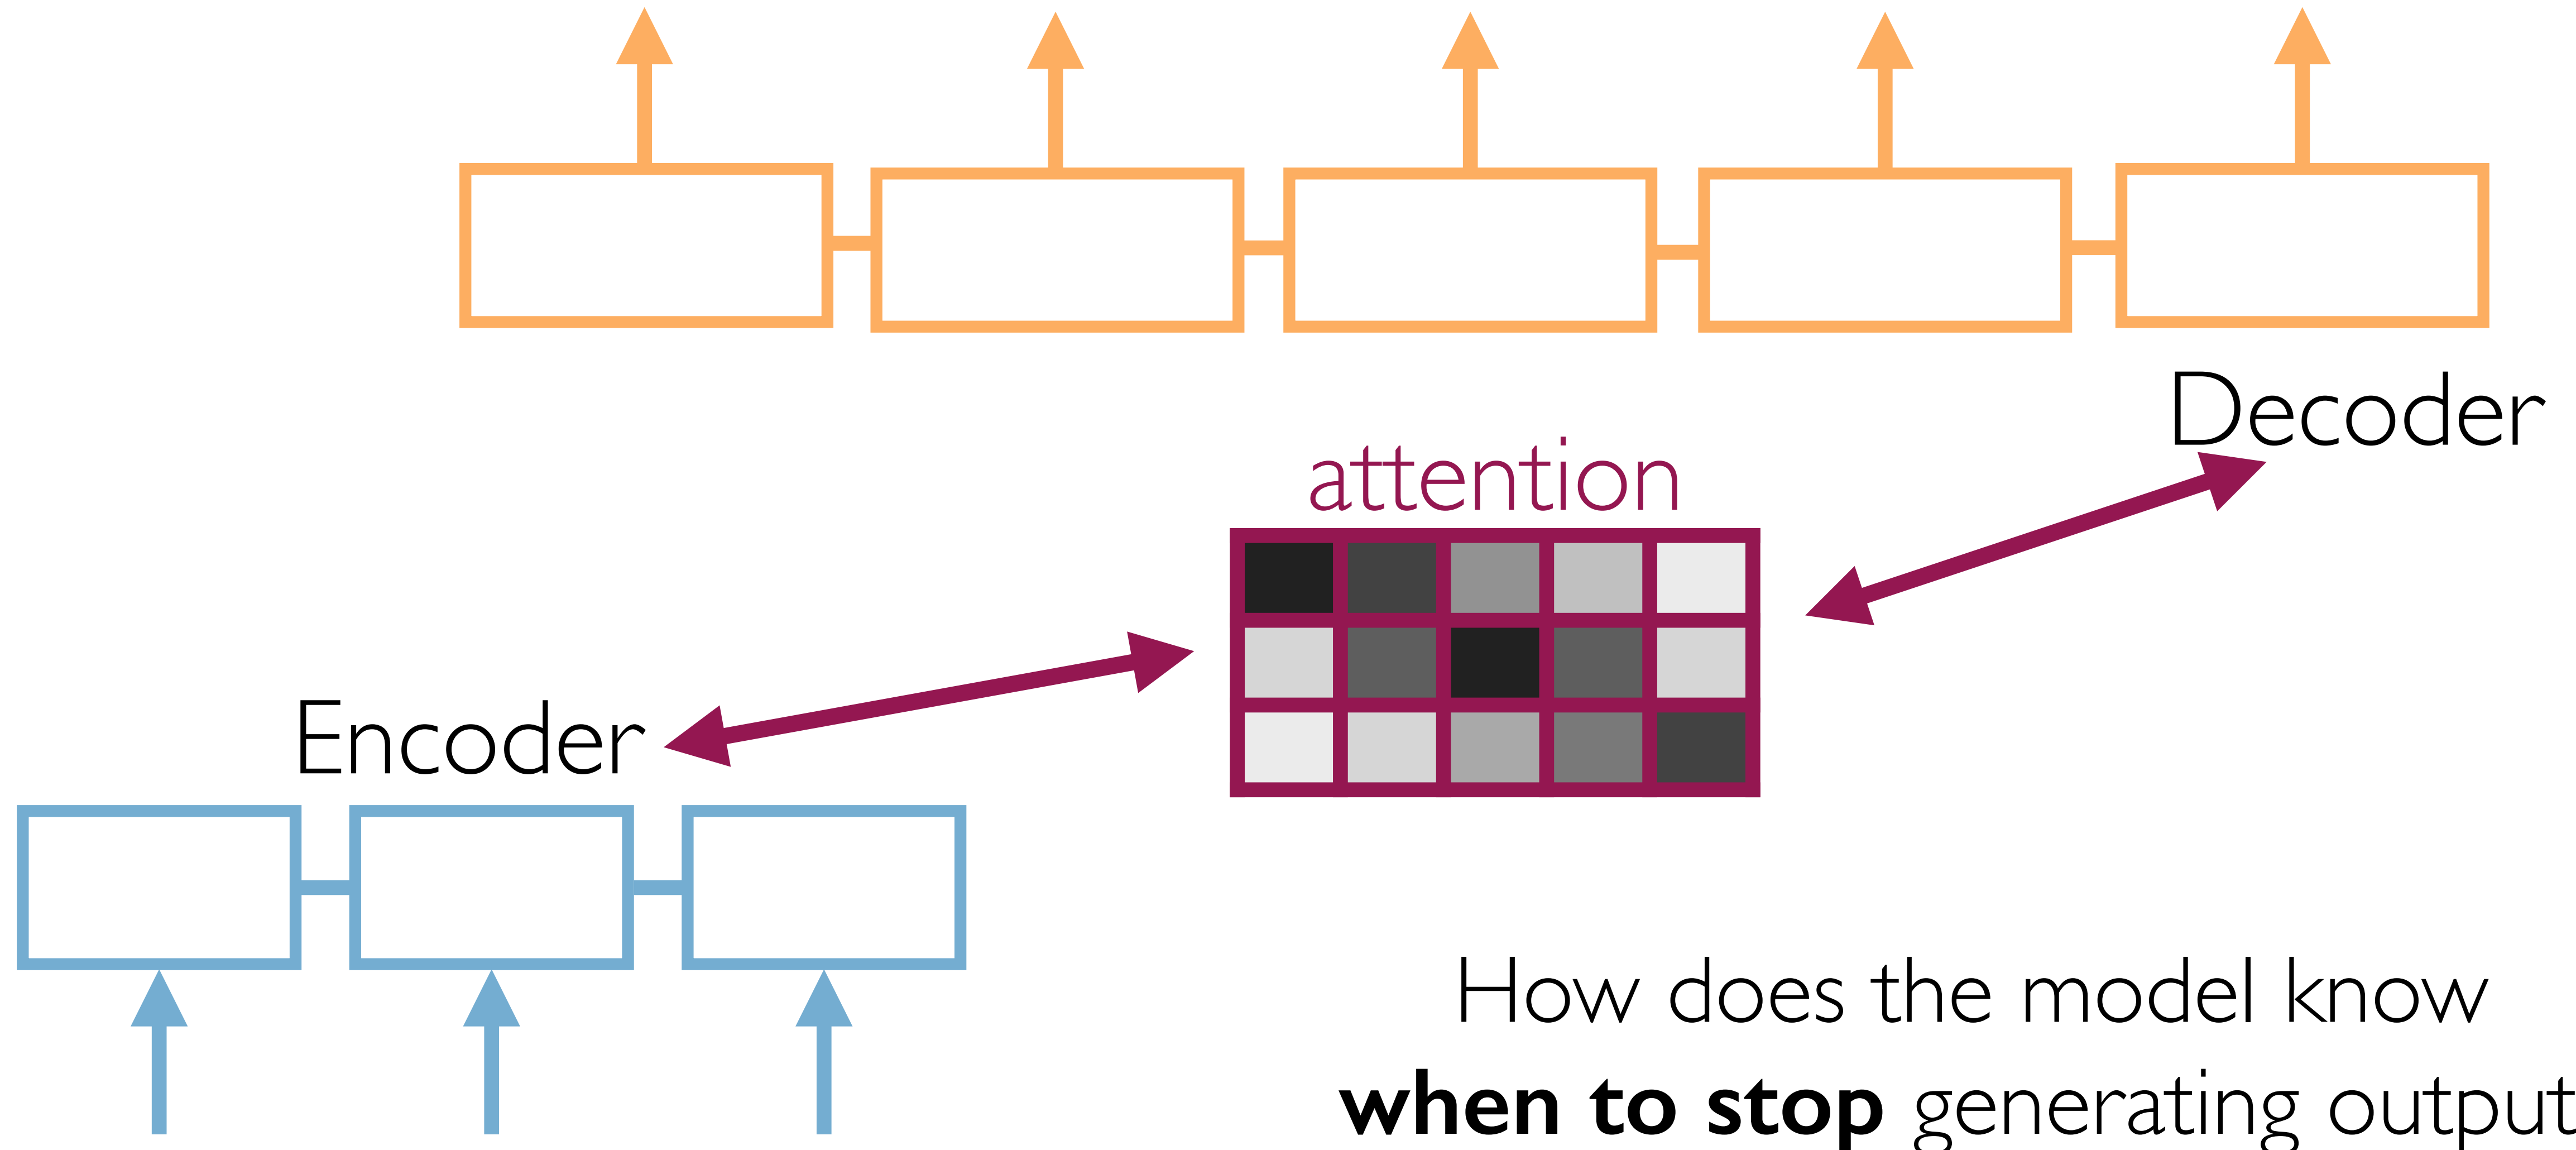 Decoder
attention
Encoder
How does the model know
when to stop generating output